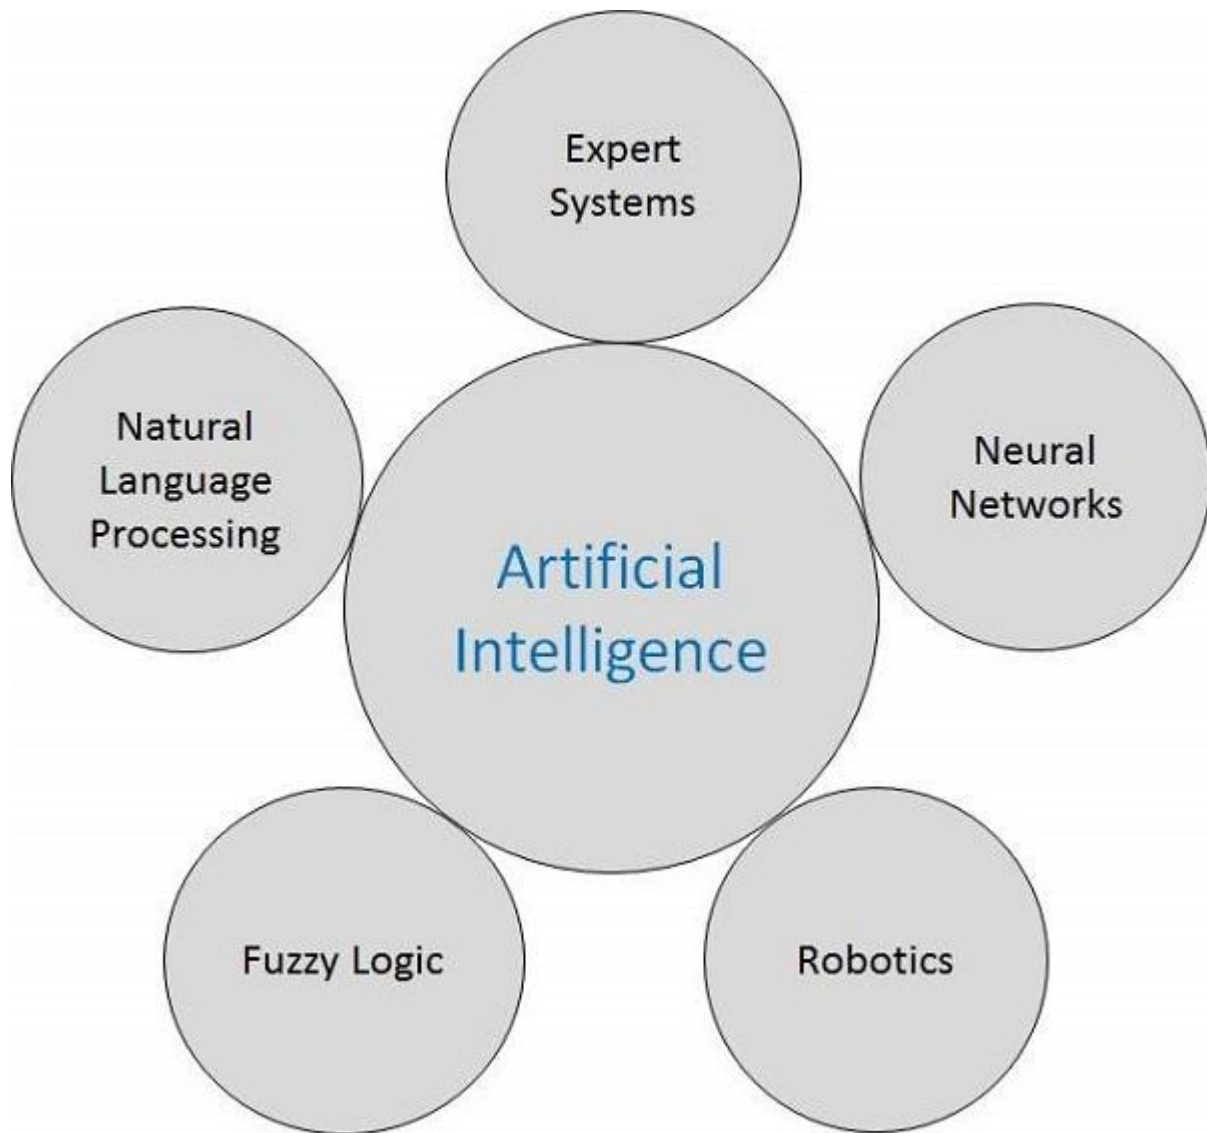 Expert
Systems
Natural
Language
Processing
Neural
Networks
Artificial
Intelligence
Fuzzy Logic
Robotics